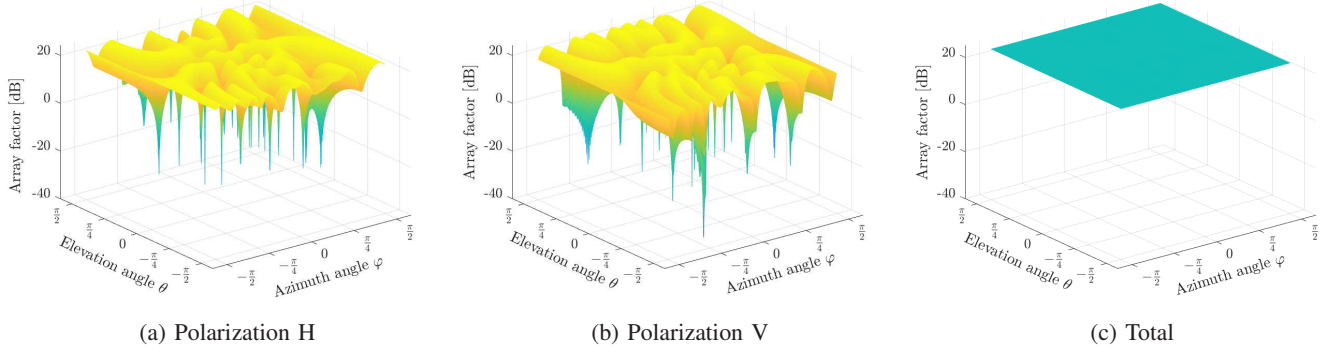 20
0
-20
-40
Array factor [dB]
π/2
π/4
0
-π/4
-π/2
Elevation angle θ
-π/2
-π/4
0
π/4
π/2
Azimuth angle φ
(a) Polarization H
20
0
-20
-40
Array factor [dB]
π/2
π/4
0
-π/4
-π/2
Elevation angle θ
-π/2
-π/4
0
π/4
π/2
Azimuth angle φ
(b) Polarization V
20
0
-20
-40
Array factor [dB]
π/2
π/4
0
-π/4
-π/2
Elevation angle θ
-π/2
-π/4
0
π/4
π/2
Azimuth angle φ
(c) Total